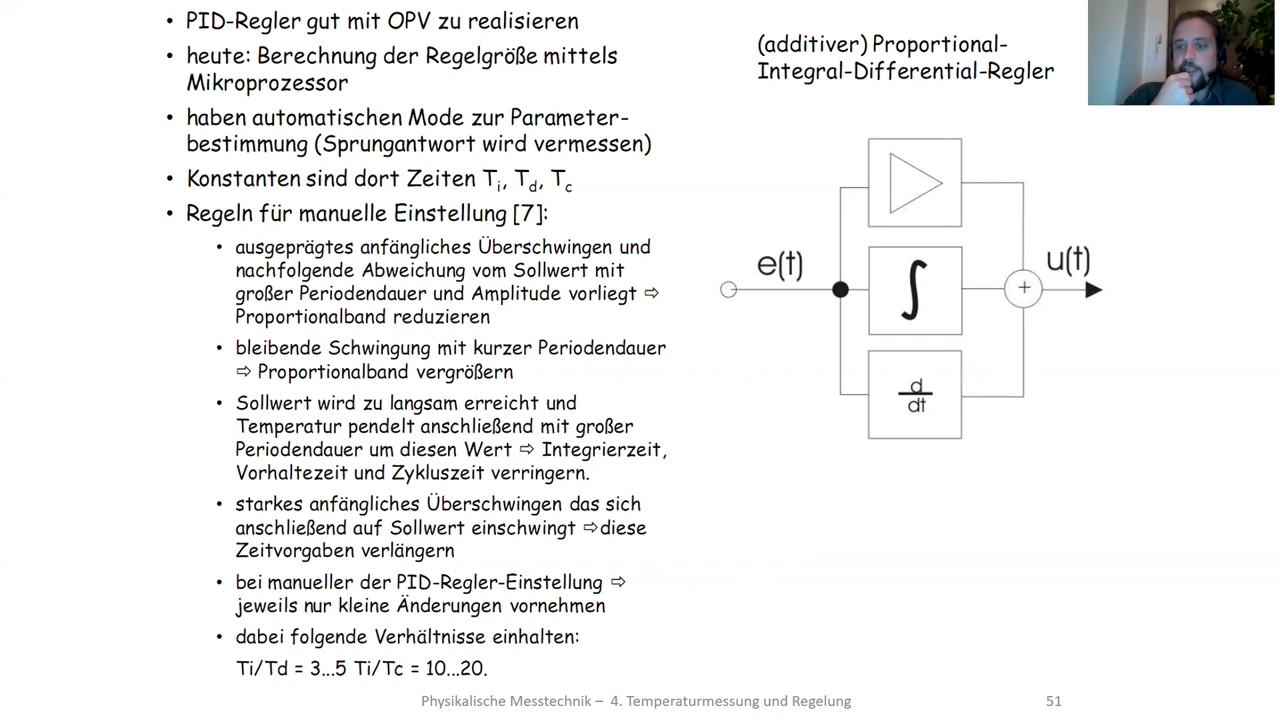 • PID-Regler gut mit OPV zu realisieren
• heute: Berechnung der Regelgröße mittels
Mikroprozessor
• haben automatischen Mode zur Parameter-
bestimmung (Sprungantwort wird vermessen)
• Konstanten sind dort Zeiten Ti, Td, Tc
• Regeln für manuelle Einstellung [7]:
• ausgeprägtes anfängliches Überschwingen und
nachfolgende Abweichung vom Sollwert mit
großer Periodendauer und Amplitude vorliegt ⇨
Proportionalband reduzieren
• bleibende Schwingung mit kurzer Periodendauer
⇨ Proportionalband vergrößern
• Sollwert wird zu langsam erreicht und
Temperatur pendelt anschließend mit großer
Periodendauer um diesen Wert ⇨ Integrierzeit,
Vorhaltezeit und Zykluszeit verringern.
• starkes anfängliches Überschwingen das sich
anschließend auf Sollwert einschwingt ⇨diese
Zeitvorgaben verlängern
• bei manueller der PID-Regler-Einstellung ⇨
jeweils nur kleine Änderungen vornehmen
• dabei folgende Verhältnisse einhalten:
Ti/Td = 3...5 Ti/Tc = 10...20.
(additiver) Proportional-
Integral-Differential-Regler
e(t)
∫
d
dt
+
u(t)
Physikalische Messtechnik – 4. Temperaturmessung und Regelung
51